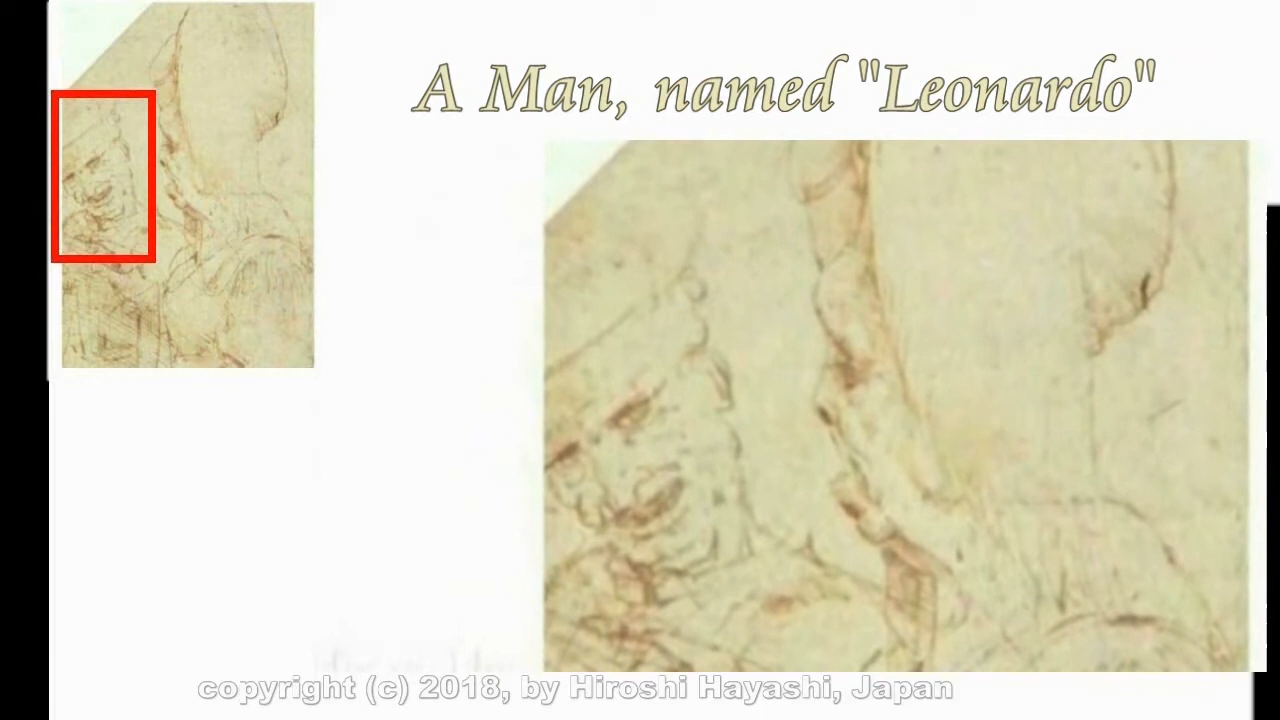 A Man, named "Leonardo"
copyright (c) 2018, by Hiroshi Hayashi, Japan